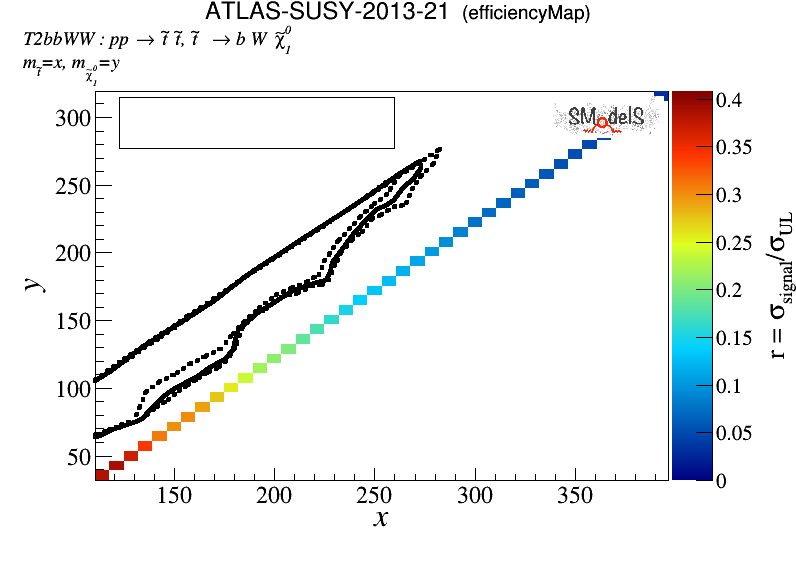 ATLAS-SUSY-2013-21 (efficiencyMap)
T2bbWW : pp → t̃ t̃, t̃ → b W χ̃⁰₁
m_t̃=x, m_χ̃⁰₁=y
SModelS
300
250
200
150
100
50
y
150 200 250 300 350
x
0.4
0.35
0.3
0.25
0.2
0.15
0.1
0.05
0
r = σ_signal/σ_UL